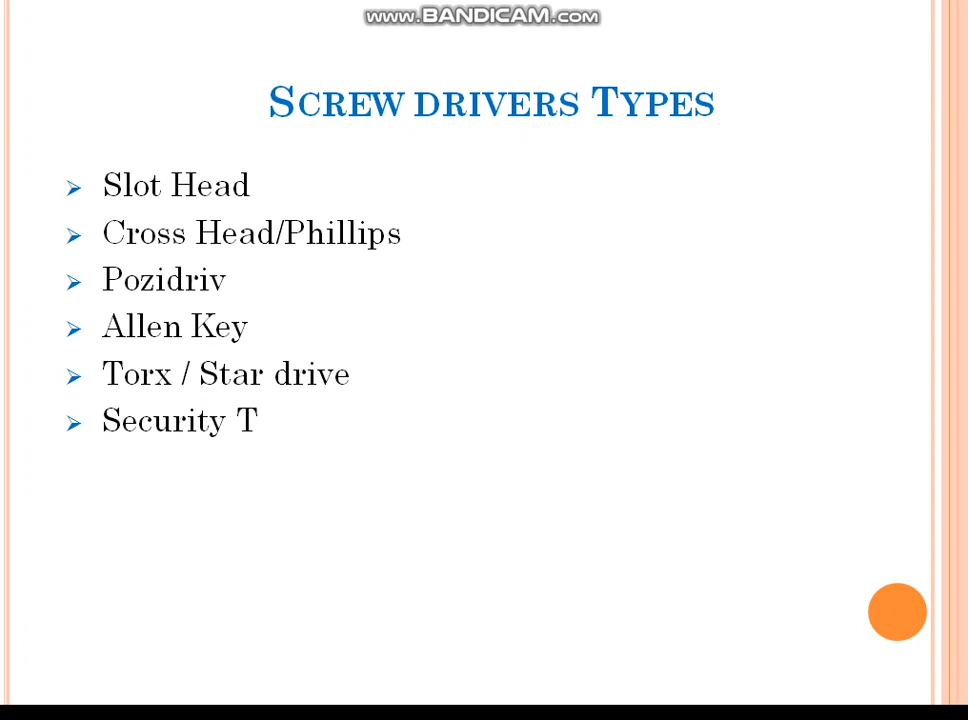 www.BANDICAM.com
SCREW DRIVERS TYPES
Slot Head
Cross Head/Phillips
Pozidriv
Allen Key
Torx / Star drive
Security T